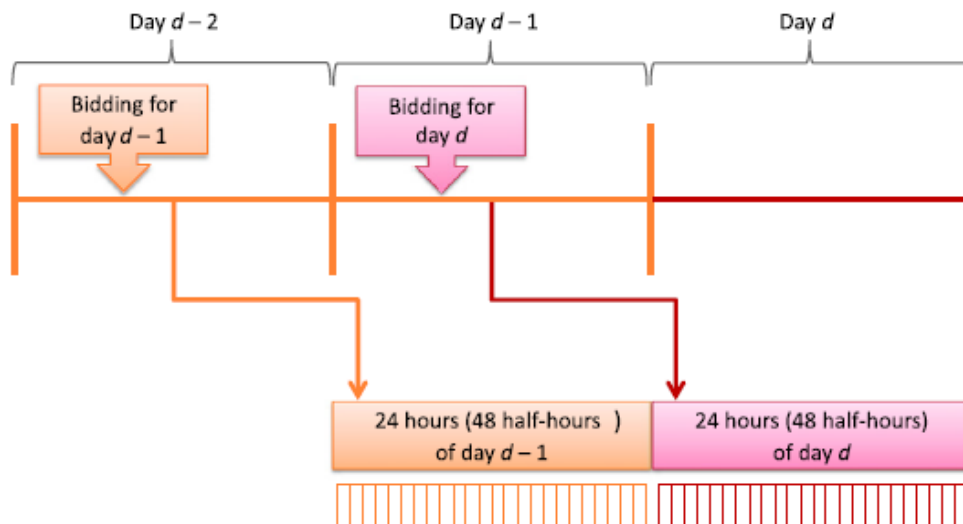 Day d – 2
Day d – 1
Day d
Bidding for
day d – 1
Bidding for
day d
24 hours (48 half-hours )
of day d – 1
24 hours (48 half-hours)
of day d